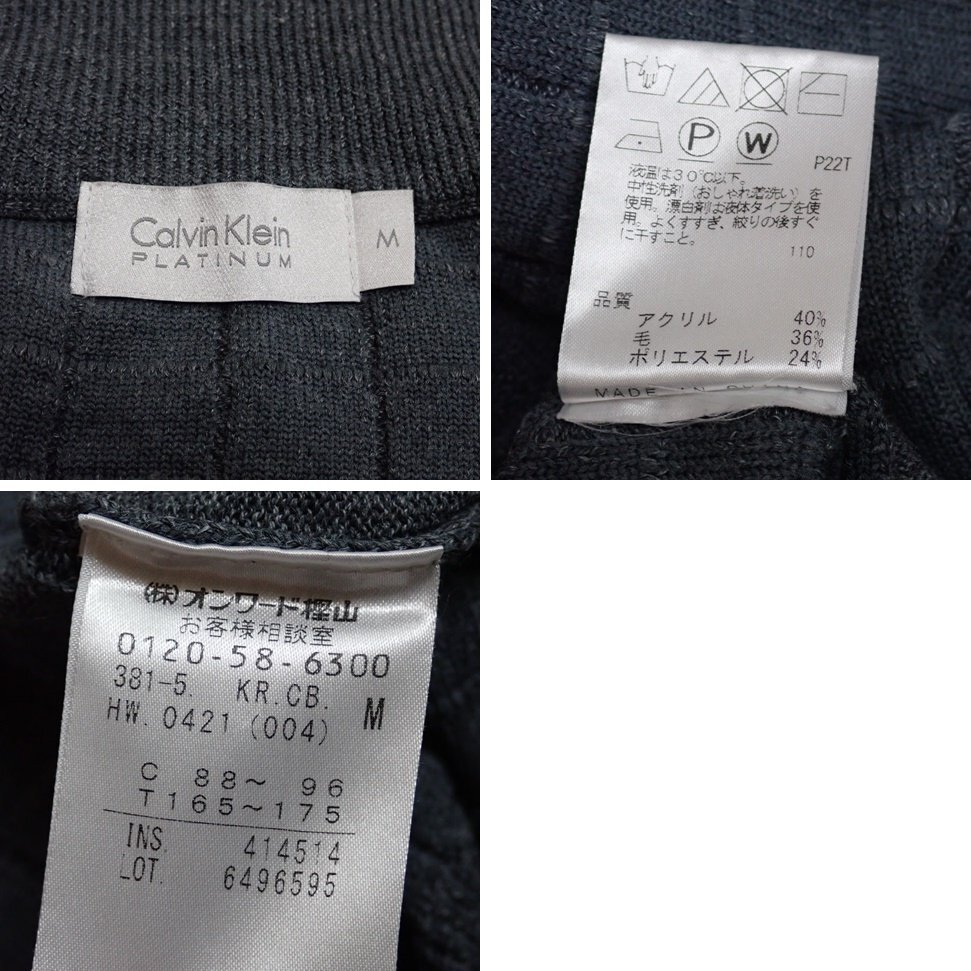 Calvin Klein
PLATINUM
M
P
W
P22T
液温は30℃以下。
中性洗剤(おしゃれ着洗い)を
使用。漂白剤は液体タイプを使
用。よくすすぎ、絞りの後すぐ
に干すこと。
110
品質
アクリル 40%
毛 36%
ポリエステル 24%
MADE IN
(株)オンワード樫山
お客様相談室
0120-58-6300
381-5. KR.CB. M
HW. 0421 (004)
C 88~ 96
T165~175
INS. 414514
LOT. 6496595